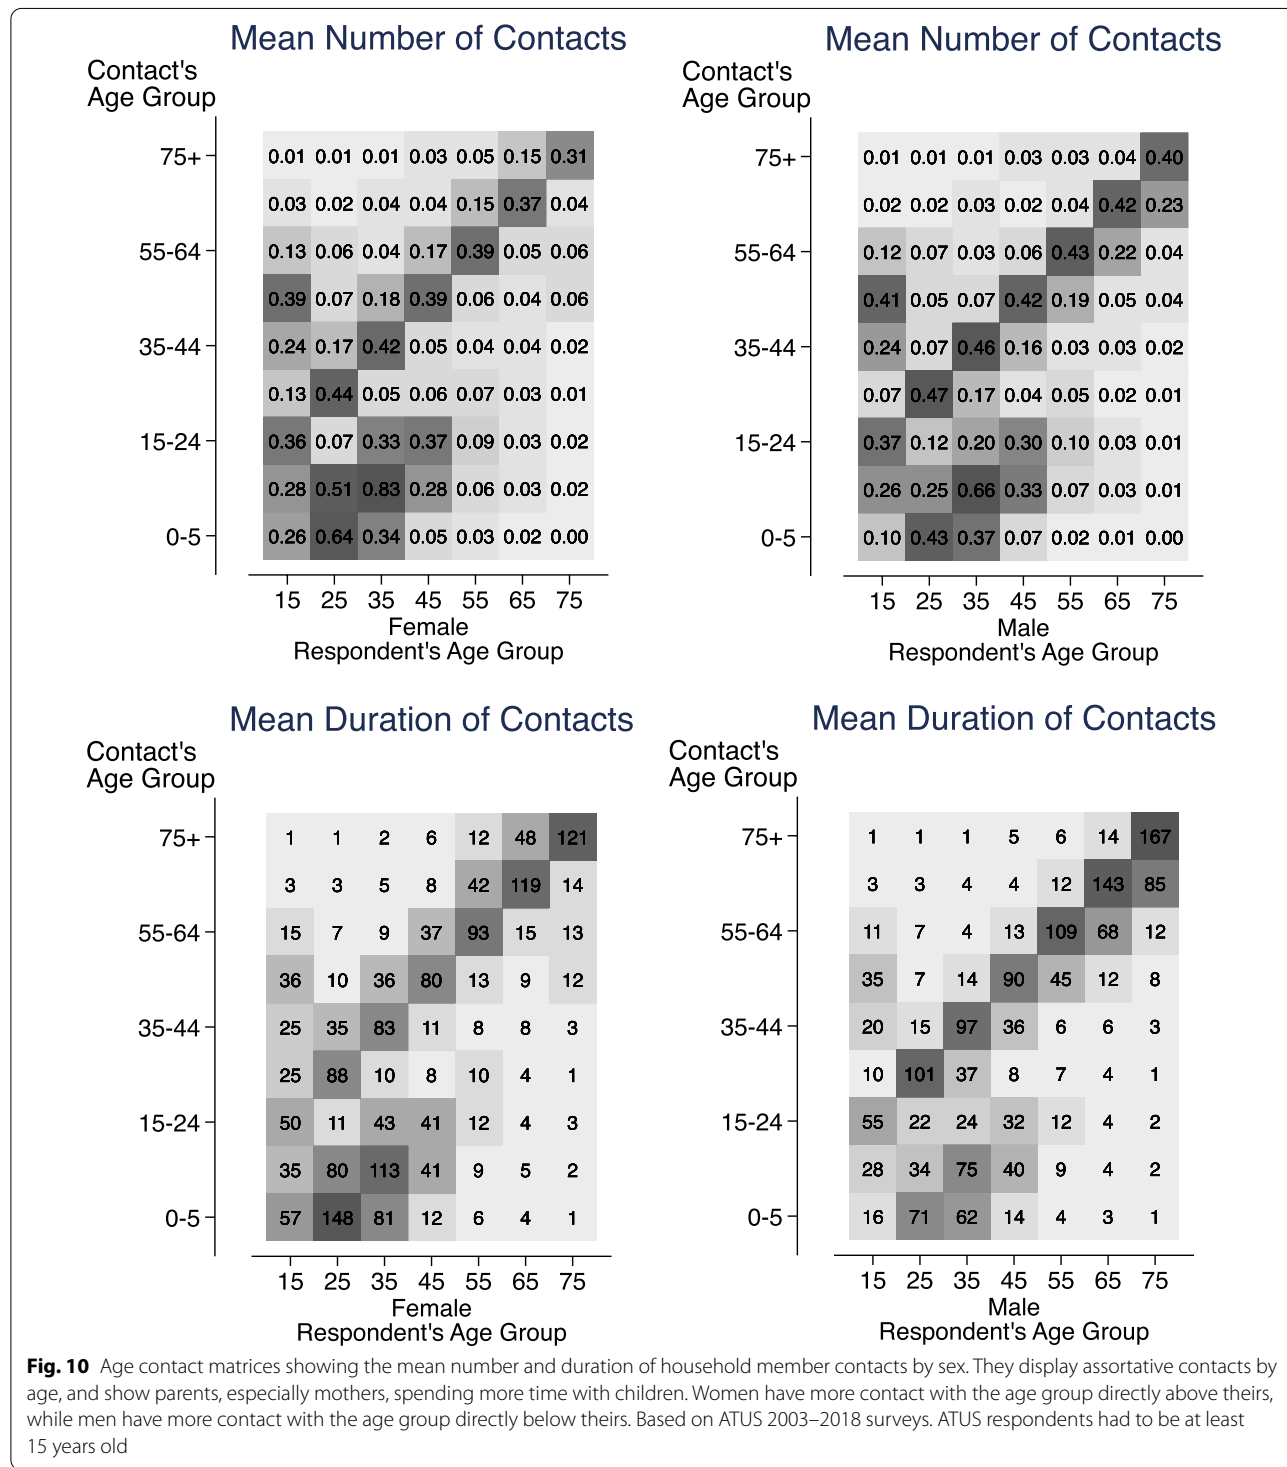 Mean Number of Contacts
Contact's
Age Group
75+ 0.01 0.01 0.01 0.03 0.05 0.15 0.31
0.03 0.02 0.04 0.04 0.15 0.37 0.04
55-64 0.13 0.06 0.04 0.17 0.39 0.05 0.06
0.39 0.07 0.18 0.39 0.06 0.04 0.06
35-44 0.24 0.17 0.42 0.05 0.04 0.04 0.02
0.13 0.44 0.05 0.06 0.07 0.03 0.01
15-24 0.36 0.07 0.33 0.37 0.09 0.03 0.02
0.28 0.51 0.83 0.28 0.06 0.03 0.02
0-5 0.26 0.64 0.34 0.05 0.03 0.02 0.00
15 25 35 45 55 65 75
Female
Respondent's Age Group
Mean Number of Contacts
Contact's
Age Group
75+ 0.01 0.01 0.01 0.03 0.03 0.04 0.40
0.02 0.02 0.03 0.02 0.04 0.42 0.23
55-64 0.12 0.07 0.03 0.06 0.43 0.22 0.04
0.41 0.05 0.07 0.42 0.19 0.05 0.04
35-44 0.24 0.07 0.46 0.16 0.03 0.03 0.02
0.07 0.47 0.17 0.04 0.05 0.02 0.01
15-24 0.37 0.12 0.20 0.30 0.10 0.03 0.01
0.26 0.25 0.66 0.33 0.07 0.03 0.01
0-5 0.10 0.43 0.37 0.07 0.02 0.01 0.00
15 25 35 45 55 65 75
Male
Respondent's Age Group
Mean Duration of Contacts
Contact's
Age Group
75+ 1 1 2 6 12 48 121
3 3 5 8 42 119 14
55-64 15 7 9 37 93 15 13
36 10 36 80 13 9 12
35-44 25 35 83 11 8 8 3
25 88 10 8 10 4 1
15-24 50 11 43 41 12 4 3
35 80 113 41 9 5 2
0-5 57 148 81 12 6 4 1
15 25 35 45 55 65 75
Female
Respondent's Age Group
Mean Duration of Contacts
Contact's
Age Group
75+ 1 1 1 5 6 14 167
3 3 4 4 12 143 85
55-64 11 7 4 13 109 68 12
35 7 14 90 45 12 8
35-44 20 15 97 36 6 6 3
10 101 37 8 7 4 1
15-24 55 22 24 32 12 4 2
28 34 75 40 9 4 2
0-5 16 71 62 14 4 3 1
15 25 35 45 55 65 75
Male
Respondent's Age Group
Fig. 10 Age contact matrices showing the mean number and duration of household member contacts by sex. They display assortative contacts by
age, and show parents, especially mothers, spending more time with children. Women have more contact with the age group directly above theirs,
while men have more contact with the age group directly below theirs. Based on ATUS 2003–2018 surveys. ATUS respondents had to be at least
15 years old